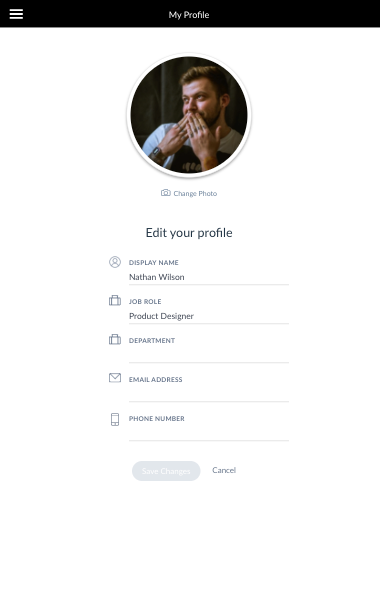 My Profile
Change Photo
Edit your profile
DISPLAY NAME
Nathan Wilson
JOB ROLE
Product Designer
DEPARTMENT
EMAIL ADDRESS
PHONE NUMBER
Save Changes Cancel